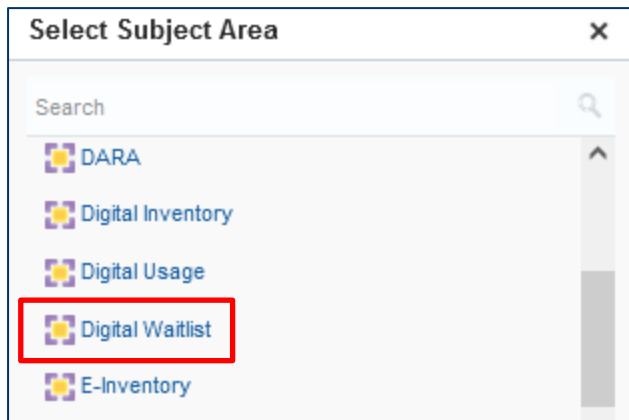 Select Subject Area
Search
DARA
Digital Inventory
Digital Usage
Digital Waitlist
E-Inventory